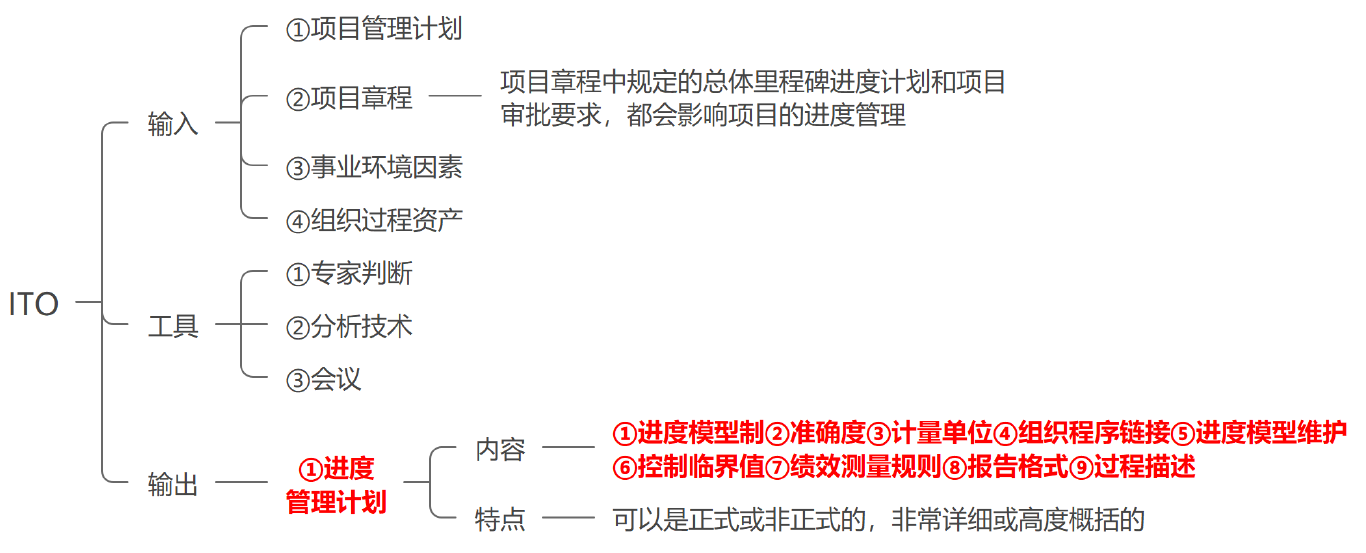 ITO
输入
①项目管理计划
②项目章程
项目章程中规定的总体里程碑进度计划和项目
审批要求，都会影响项目的进度管理
③事业环境因素
④组织过程资产
工具
①专家判断
②分析技术
③会议
输出
①进度
管理计划
内容
①进度模型制②准确度③计量单位④组织程序链接⑤进度模型维护
⑥控制临界值⑦绩效测量规则⑧报告格式⑨过程描述
特点
可以是正式或非正式的，非常详细或高度概括的